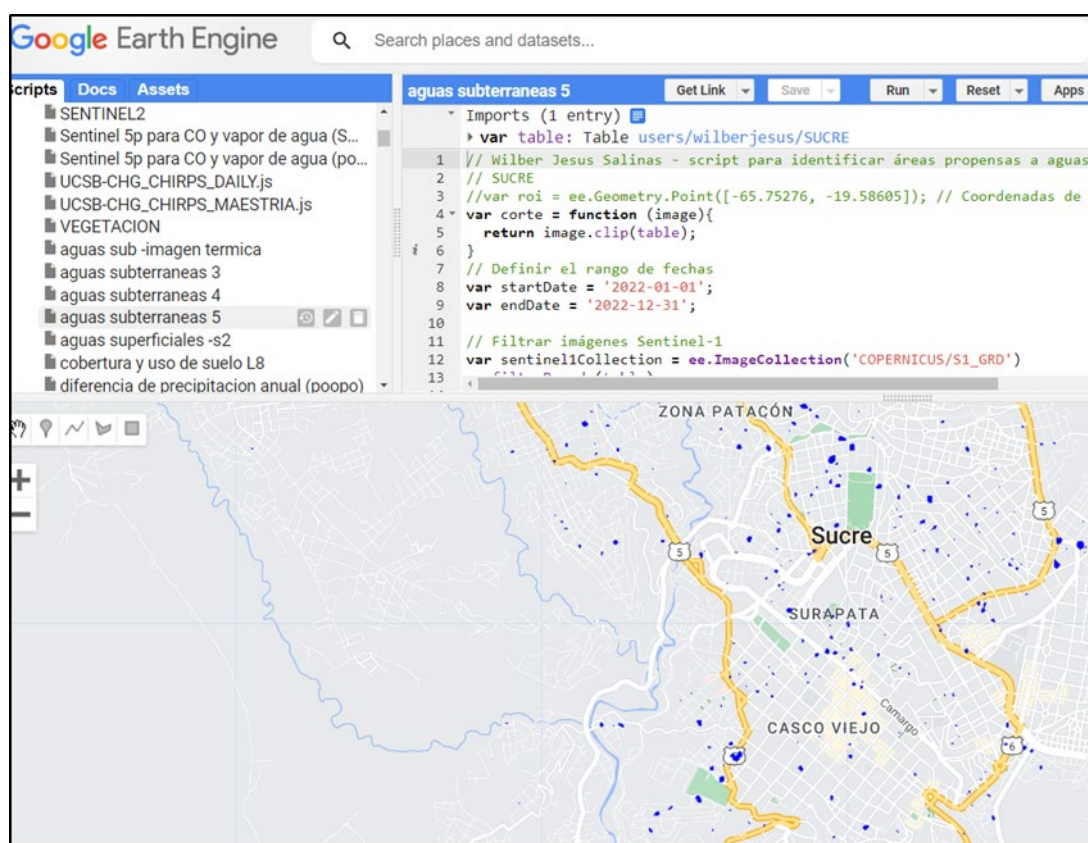 Google Earth Engine
Search places and datasets...
Scripts Docs Assets
SENTINEL2
Sentinel 5p para CO y vapor de agua (S...
Sentinel 5p para CO y vapor de agua (po...
UCSB-CHG_CHIRPS_DAILY.js
UCSB-CHG_CHIRPS_MAESTRIA.js
VEGETACION
aguas sub -imagen termica
aguas subterraneas 3
aguas subterraneas 4
aguas subterraneas 5
aguas superficiales -s2
cobertura y uso de suelo L8
diferencia de precipitacion anual (poopo)
aguas subterraneas 5 Get Link Save Run Reset Apps
Imports (1 entry)
var table: Table users/wilberjesus/SUCRE
1 // Wilber Jesus Salinas - script para identificar áreas propensas a aguas
2 // SUCRE
3 //var roi = ee.Geometry.Point([-65.75276, -19.58605]); // Coordenadas de
4 var corte = function (image){
5 return image.clip(table);
i 6 }
7 // Definir el rango de fechas
8 var startDate = '2022-01-01';
9 var endDate = '2022-12-31';
10
11 // Filtrar imágenes Sentinel-1
12 var sentinel1Collection = ee.ImageCollection('COPERNICUS/S1_GRD')
13
ZONA PATACÓN
5
Sucre
5
5
SURAPATA
Camargo
CASCO VIEJO
6